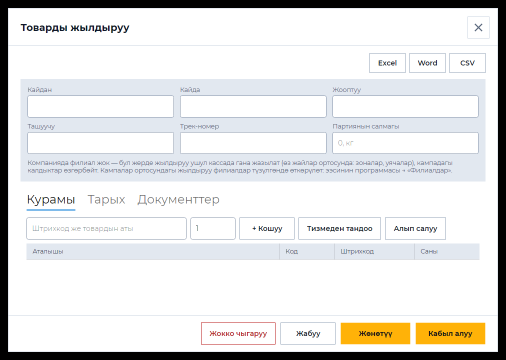 Товарды жылдыруу
Excel Word CSV
Кайдан Кайда Жооптуу
Ташуучу Трек-номер Партиянын салмагы
0, кг
Компанияда филиал жок — бул жерде жылдыруу ушул кассада гана жазылат (өз жайлар ортосунда: зоналар, уячалар), кампадагы
калдыктар өзгөрбөйт. Кампалар ортосундагы жылдыруу филиалдар түзүлгөндө өткөрүлөт: ээсинин программасы → «Филиалдар».
Курамы Тарых Документтер
Штрихкод же товардын аты 1 + Кошуу Тизмеден тандоо Алып салуу
Аталышы Код Штрихкод Саны
Жокко чыгаруу Жабуу Жөнөтүү Кабыл алуу